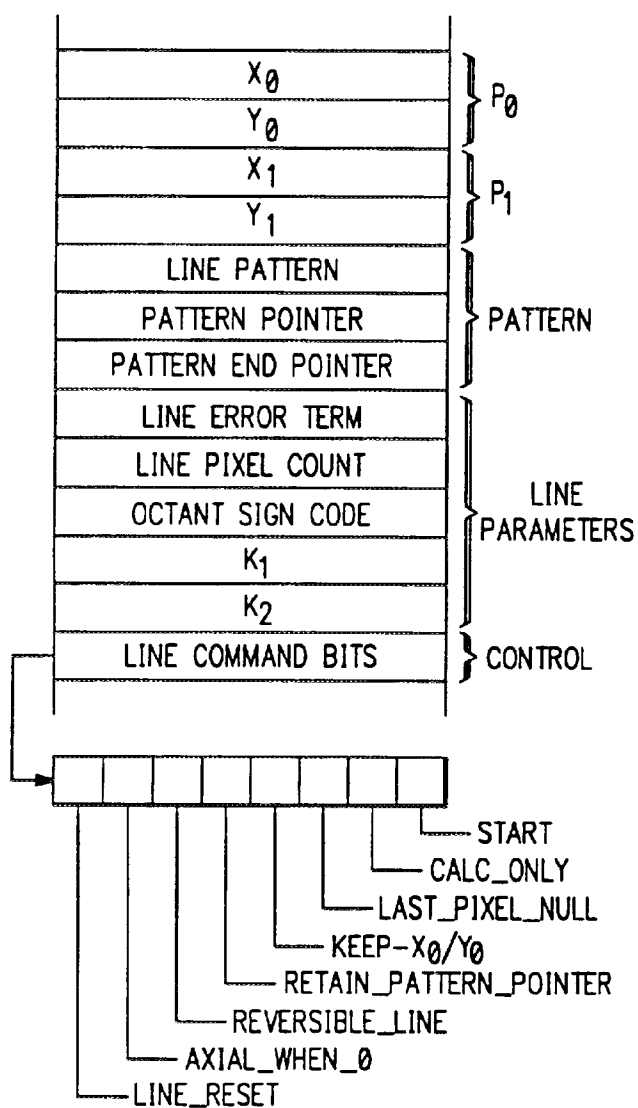 X0
Y0
P0
X1
Y1
P1
LINE PATTERN
PATTERN POINTER
PATTERN END POINTER
PATTERN
LINE ERROR TERM
LINE PIXEL COUNT
OCTANT SIGN CODE
K1
K2
LINE
PARAMETERS
LINE COMMAND BITS
CONTROL
START
CALC_ONLY
LAST_PIXEL_NULL
KEEP-X0/Y0
RETAIN_PATTERN_POINTER
REVERSIBLE_LINE
AXIAL_WHEN_0
LINE_RESET